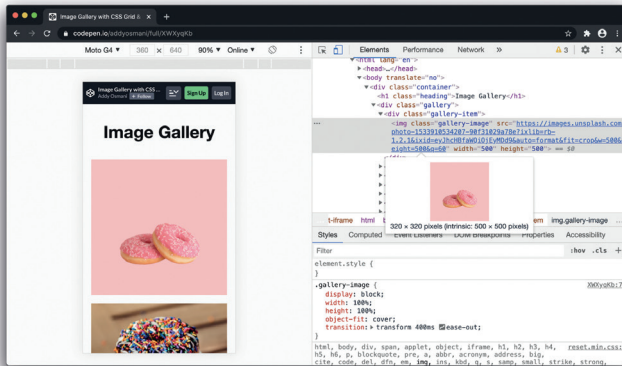 Image Gallery with CSS Grid &
codepen.io/addyosmani/full/XWXyqKb
Moto G4 ▼ 360 × 640 90% ▼ Online ▼
Elements Performance Network » 3
Image Gallery with CSS ...
Addy Osmani + Follow
Sign Up Log In
Image Gallery
<html lang="en">
▶<head>…</head>
▼<body translate="no">
▼<div class="container">
<h1 class="heading">Image Gallery</h1>
▼<div class="gallery">
▼<div class="gallery-item">
<img class="gallery-image" src="https://images.unsplash.com/
photo-1533910534207-90f31029a78e?ixlib=rb-
1.2.1&ixid=eyJhcHBfaWQiOjEyMDd9&auto=format&fit=crop&w=500&
eight=500&q=60" width="500" height="500"> == $0
</div>
320 × 320 pixels (intrinsic: 500 × 500 pixels)
t-iframe html em img.gallery-image ...
Styles Computed Event Listeners DOM Breakpoints Properties Accessibility
Filter :hov .cls +
element.style {
}
.gallery-image { XWXyqKb:7
display: block;
width: 100%;
height: 100%;
object-fit: cover;
transition: ▶ transform 400ms ease-out;
}
html, body, div, span, applet, object, iframe, h1, h2, h3, h4, reset.min.css:
h5, h6, p, blockquote, pre, a, abbr, acronym, address, big,
cite, code, del, dfn, em, img, ins, kbd, q, s, samp, small, strike, strong,